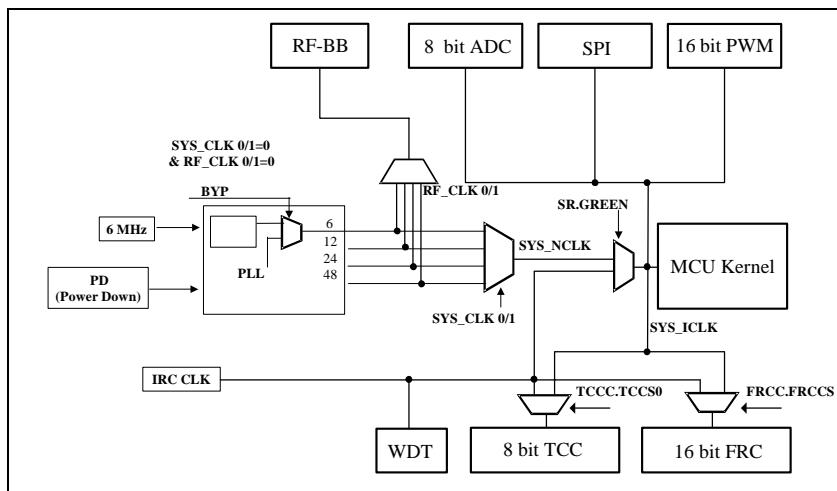 RF-BB
8 bit ADC
SPI
16 bit PWM
SYS_CLK 0/1=0
& RF_CLK 0/1=0
BYP
RF_CLK 0/1
SR.GREEN
6 MHz
6
12
24
48
PLL
SYS_NCLK
MCU Kernel
PD
(Power Down)
SYS_CLK 0/1
SYS_ICLK
IRC CLK
TCCC.TCCS0
FRCC.FRCCS
WDT
8 bit TCC
16 bit FRC